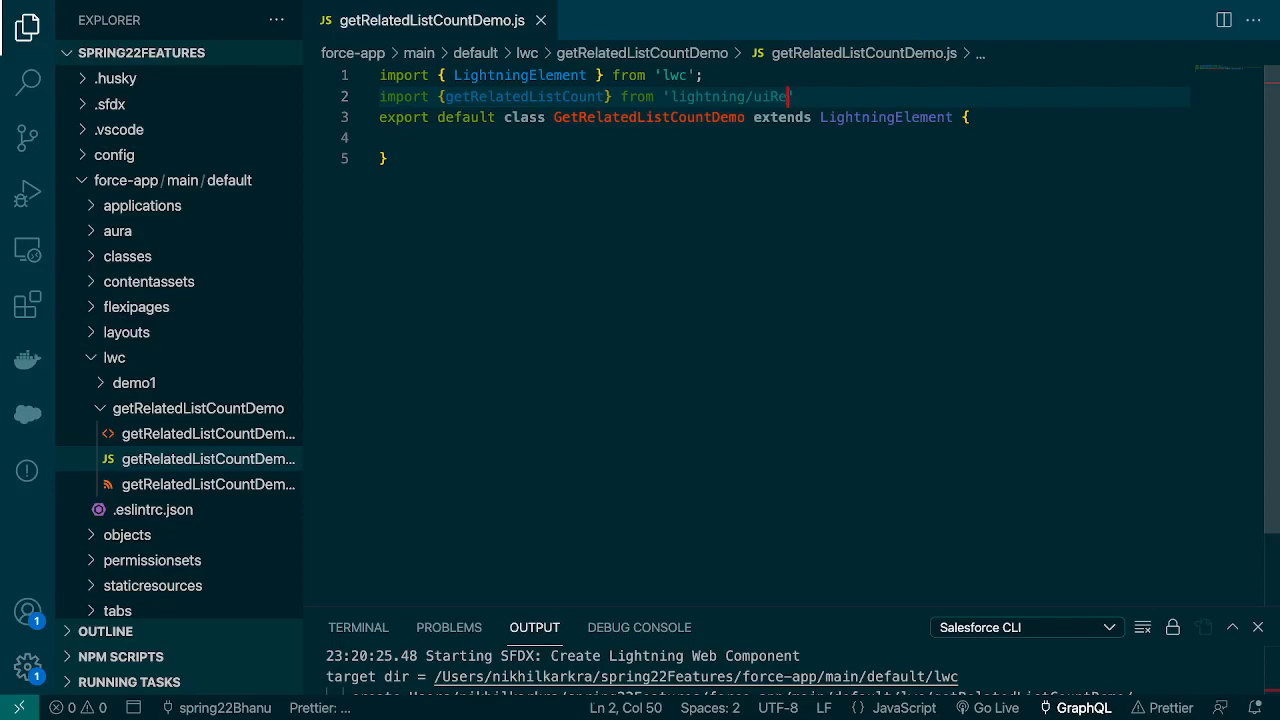 EXPLORER
SPRING22FEATURES
.husky
.sfdx
.vscode
config
force-app / main / default
applications
aura
classes
contentassets
flexipages
layouts
lwc
demo1
getRelatedListCountDemo
<> getRelatedListCountDem...
JS getRelatedListCountDem...
getRelatedListCountDem...
.eslintrc.json
objects
permissionsets
staticresources
tabs
OUTLINE
NPM SCRIPTS
RUNNING TASKS
1
1
JS getRelatedListCountDemo.js
force-app > main > default > lwc > getRelatedListCountDemo > JS getRelatedListCountDemo.js > ...
1 import { LightningElement } from 'lwc';
2 import {getRelatedListCount} from 'lightning/uiRe'
3 export default class GetRelatedListCountDemo extends LightningElement {
4
5 }
TERMINAL PROBLEMS OUTPUT DEBUG CONSOLE Salesforce CLI
23:20:25.48 Starting SFDX: Create Lightning Web Component
target dir = /Users/nikhilkarkra/spring22Features/force-app/main/default/lwc
0 0 spring22Bhanu Prettier: ... Ln 2, Col 50 Spaces: 2 UTF-8 LF {} JavaScript Go Live GraphQL Prettier